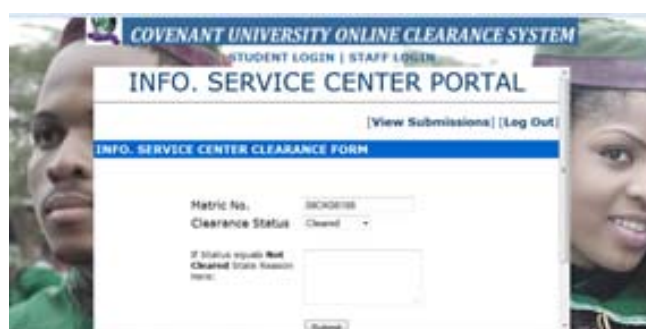 COVENANT UNIVERSITY ONLINE CLEARANCE SYSTEM
STUDENT LOGIN | STAFF LOGIN
INFO. SERVICE CENTER PORTAL
[View Submissions] [Log Out]
INFO. SERVICE CENTER CLEARANCE FORM
Matric No.
Clearance Status Cleared
If Status equals Not
Cleared State Reason
Here:
Submit